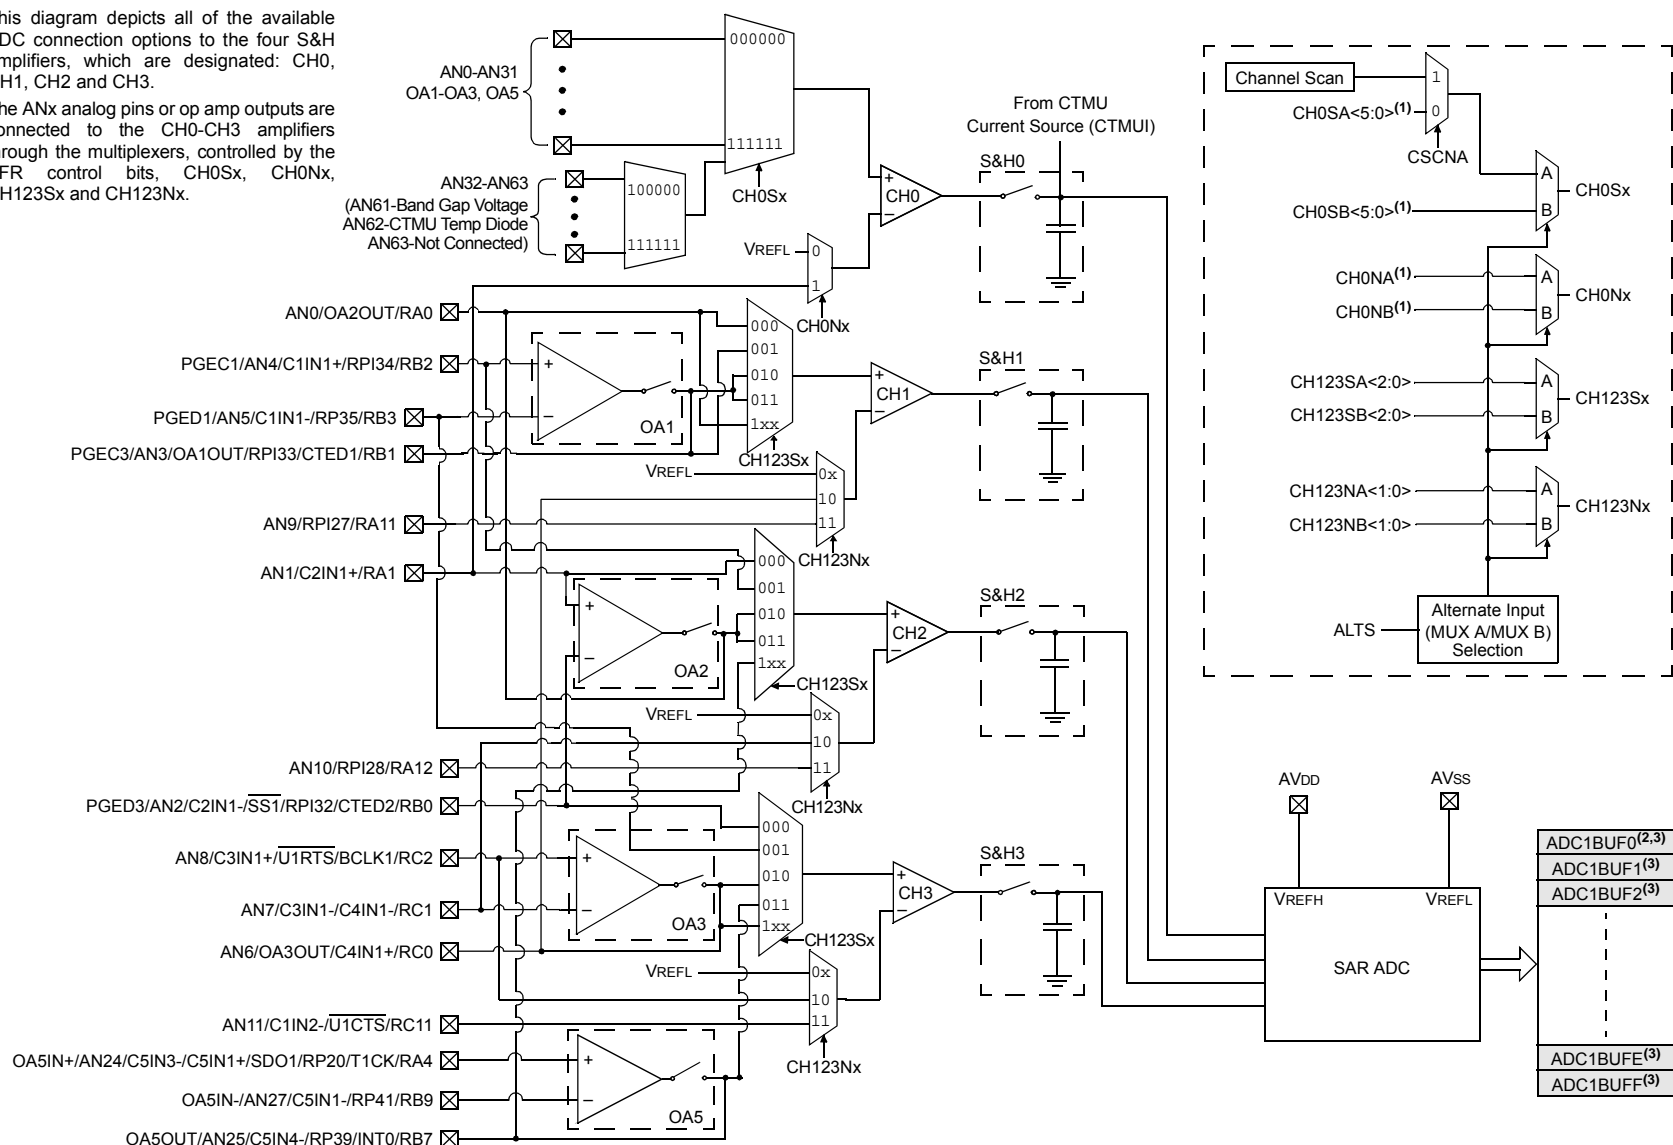 his diagram depicts all of the available
DC connection options to the four S&H
mplifiers, which are designated: CH0,
H1, CH2 and CH3.
he ANx analog pins or op amp outputs are
onnected to the CH0-CH3 amplifiers
hrough the multiplexers, controlled by the
FR control bits, CH0Sx, CH0Nx,
H123Sx and CH123Nx.
AN0-AN31
OA1-OA3, OA5
000000
111111
CH0Sx
AN32-AN63
(AN61-Band Gap Voltage
AN62-CTMU Temp Diode
AN63-Not Connected)
100000
111111
From CTMU
Current Source (CTMUI)
S&H0
+
CH0
–
VREFL
0
1
CH0Nx
AN0/OA2OUT/RA0
PGEC1/AN4/C1IN1+/RPI34/RB2
PGED1/AN5/C1IN1-/RP35/RB3
PGEC3/AN3/OA1OUT/RPI33/CTED1/RB1
+
–
OA1
000
001
010
011
1xx
CH123Sx
+
CH1
–
S&H1
VREFL
0x
10
11
CH123Nx
AN9/RPI27/RA11
AN1/C2IN1+/RA1
+
–
OA2
000
001
010
011
1xx
CH123Sx
+
CH2
–
S&H2
VREFL
0x
10
11
CH123Nx
AN10/RPI28/RA12
PGED3/AN2/C2IN1-/SS1/RPI32/CTED2/RB0
AN8/C3IN1+/U1RTS/BCLK1/RC2
AN7/C3IN1-/C4IN1-/RC1
AN6/OA3OUT/C4IN1+/RC0
+
–
OA3
000
001
010
011
1xx
CH123Sx
+
CH3
–
S&H3
VREFL
0x
10
11
CH123Nx
AN11/C1IN2-/U1CTS/RC11
OA5IN+/AN24/C5IN3-/C5IN1+/SDO1/RP20/T1CK/RA4
OA5IN-/AN27/C5IN1-/RP41/RB9
OA5OUT/AN25/C5IN4-/RP39/INT0/RB7
+
–
OA5
Channel Scan
1
CH0SA<5:0>(1)
0
CSCNA
A
CH0Sx
CH0SB<5:0>(1)
B
CH0NA(1)
A
CH0Nx
CH0NB(1)
B
CH123SA<2:0>
A
CH123Sx
CH123SB<2:0>
B
CH123NA<1:0>
A
CH123Nx
CH123NB<1:0>
B
ALTS
Alternate Input
(MUX A/MUX B)
Selection
AVDD
AVSS
VREFH
VREFL
SAR ADC
ADC1BUF0(2,3)
ADC1BUF1(3)
ADC1BUF2(3)
ADC1BUFE(3)
ADC1BUFF(3)